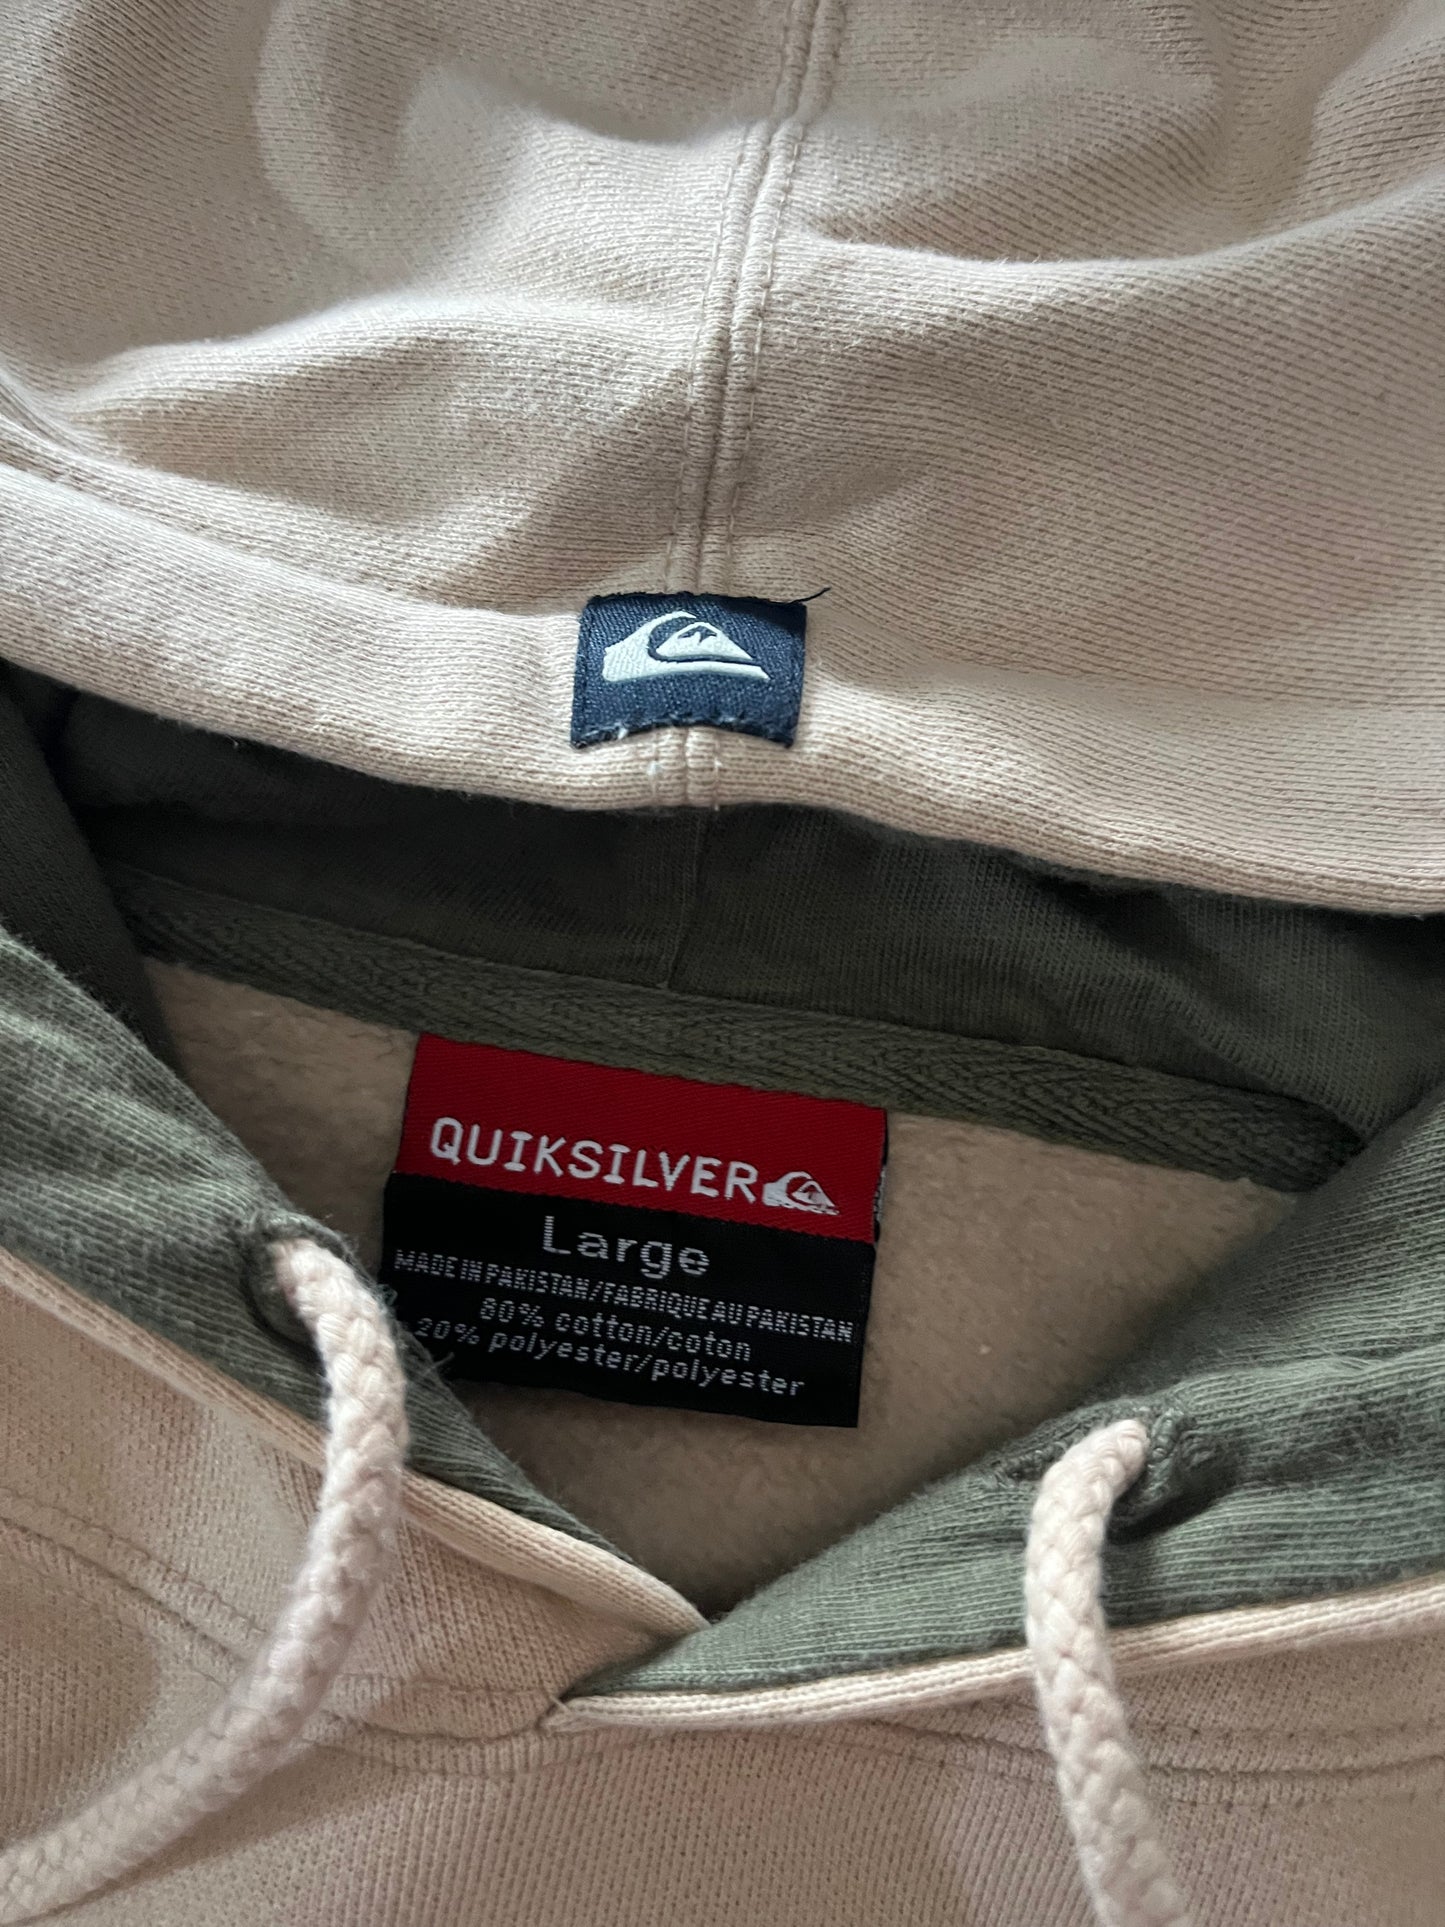 QUIKSILVER
Large
MADE IN PAKISTAN/FABRIQUE AU PAKISTAN
80% cotton/coton
20% polyester/polyester